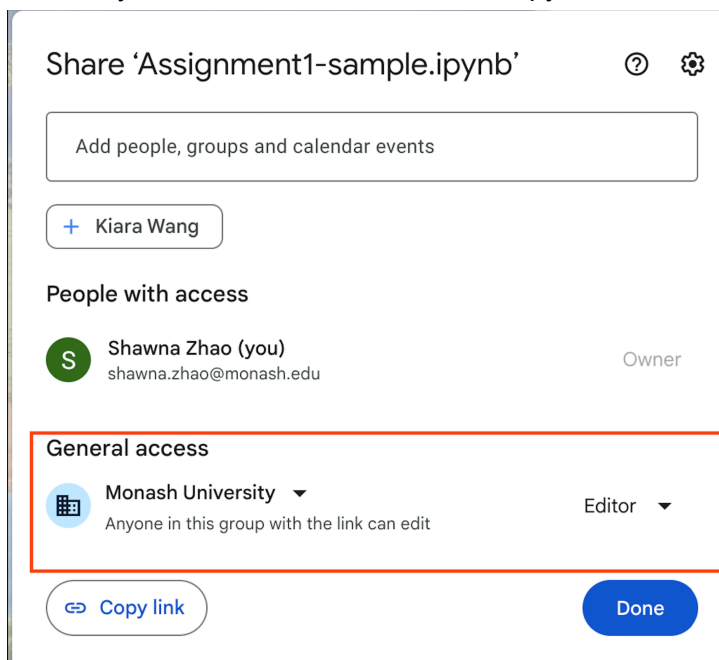 Share ‘Assignment1-sample.ipynb’
Add people, groups and calendar events
+ Kiara Wang
People with access
S
Shawna Zhao (you)
Owner
shawna.zhao@monash.edu
General access
Monash University
Editor
Anyone in this group with the link can edit
Copy link
Done